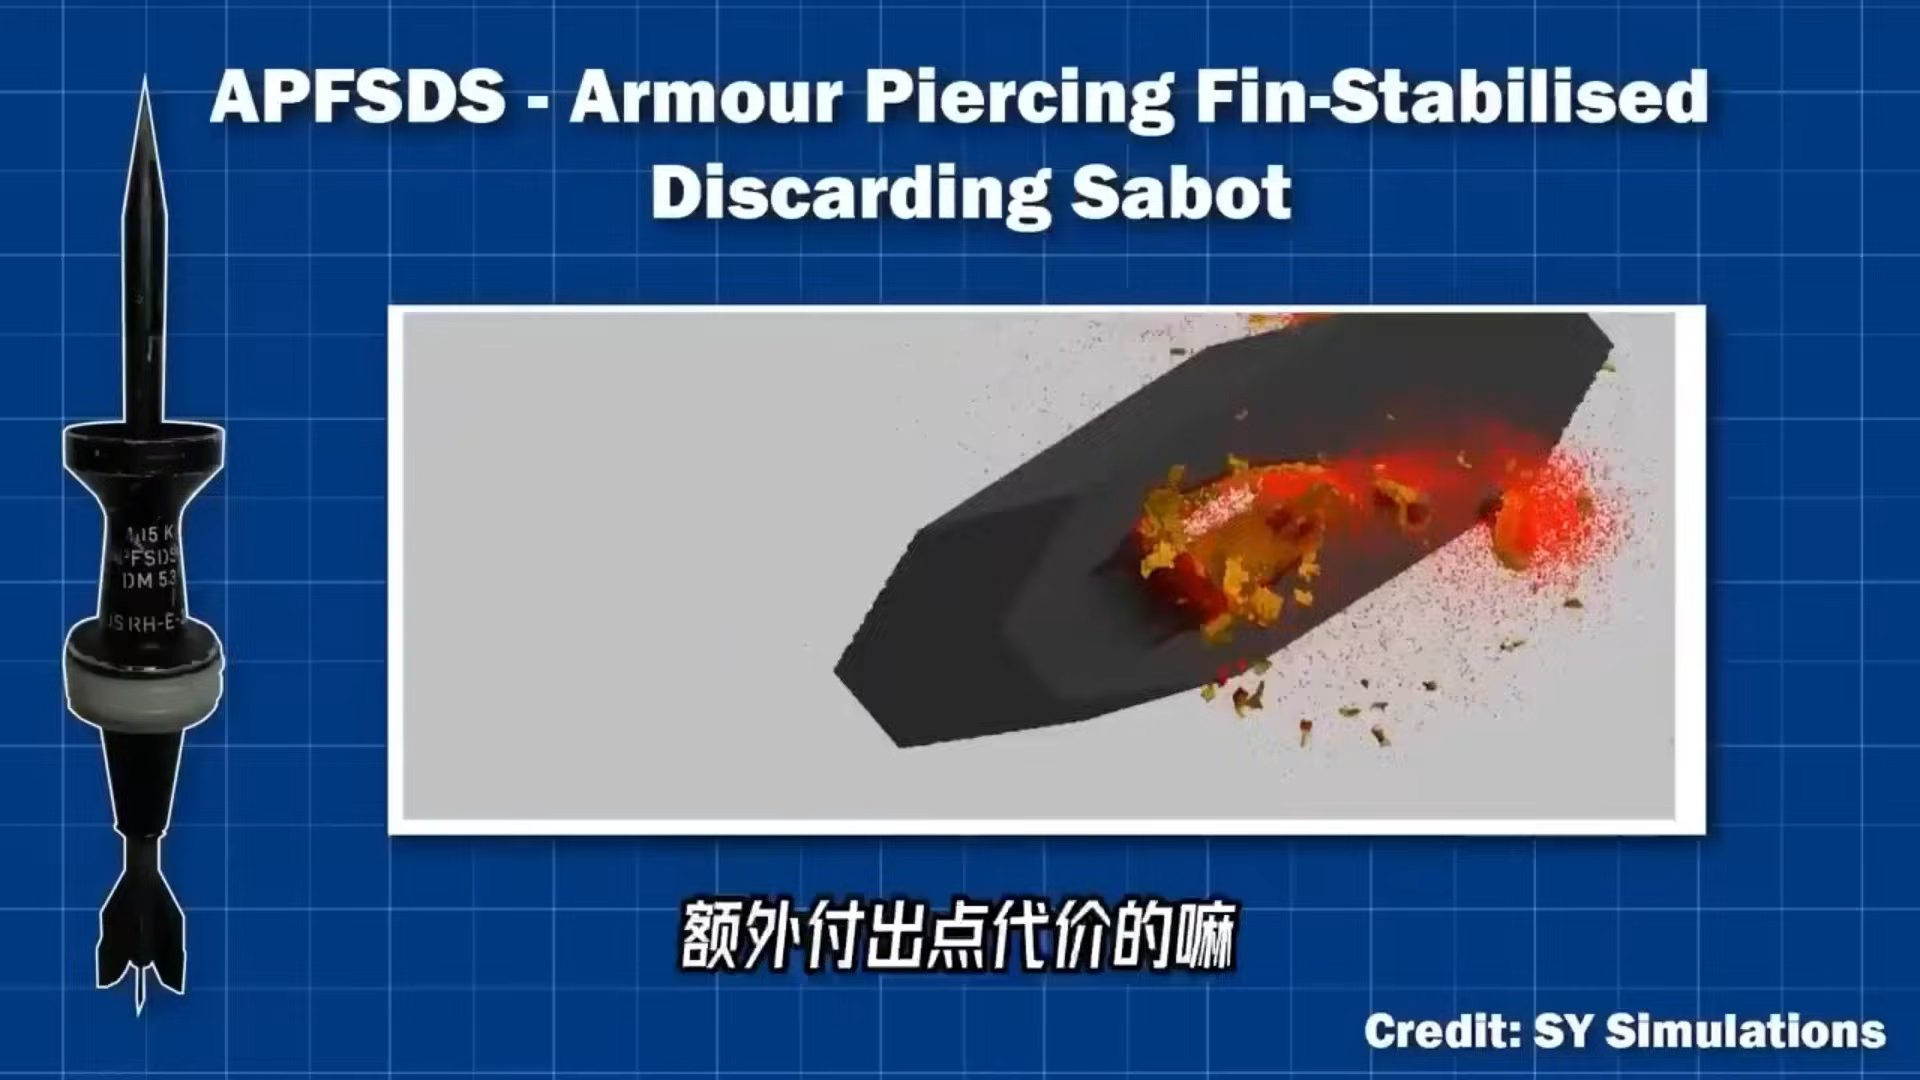 APFSDS - Armour Piercing Fin-Stabilised
Discarding Sabot
DM 53
额外付出点代价的嘛
Credit: SY Simulations